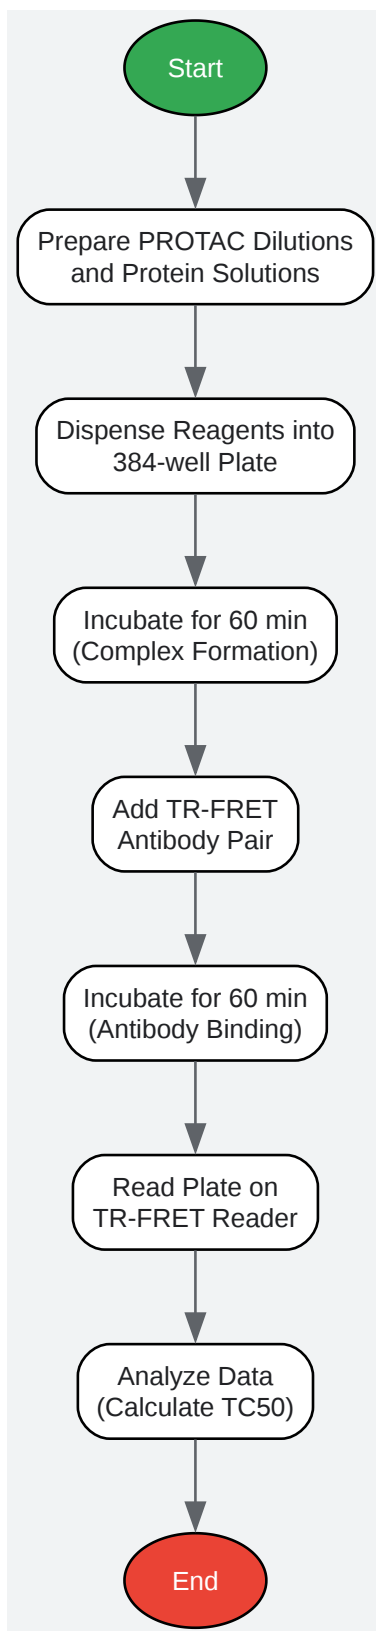 Start
Prepare PROTAC Dilutions
and Protein Solutions
Dispense Reagents into
384-well Plate
Incubate for 60 min
(Complex Formation)
Add TR-FRET
Antibody Pair
Incubate for 60 min
(Antibody Binding)
Read Plate on
TR-FRET Reader
Analyze Data
(Calculate TC50)
End